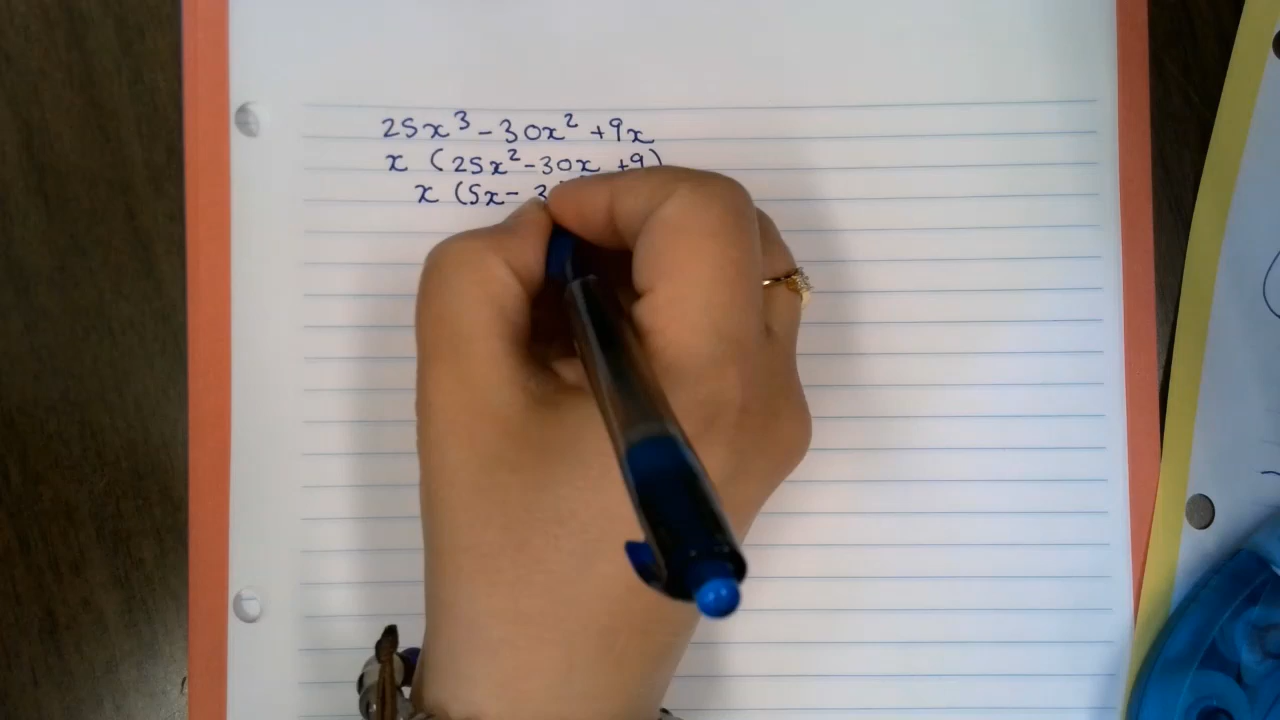 25x³ - 30x² + 9x
x (25x² - 30x + 9)
x (5x - 3